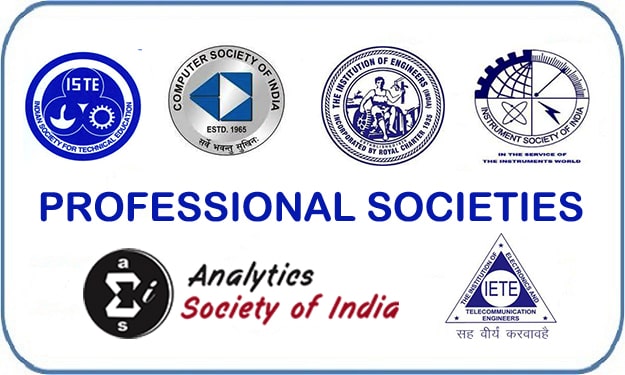 ISTE
INDIAN SOCIETY FOR TECHNICAL EDUCATION
COMPUTER SOCIETY OF INDIA
ESTD. 1965
सर्वे भवन्तु सुखिनः
THE INSTITUTION OF ENGINEERS (INDIA)
INCORPORATED BY ROYAL CHARTER 1935
INSTRUMENT SOCIETY OF INDIA
IN THE SERVICE OF
THE INSTRUMENTS WORLD
PROFESSIONAL SOCIETIES
a
Σ i
s
Analytics
Society of India
THE INSTITUTION OF
ELECTRONICS AND
IETE
TELECOMMUNICATION
ENGINEERS
सह वीर्यं करवावहै